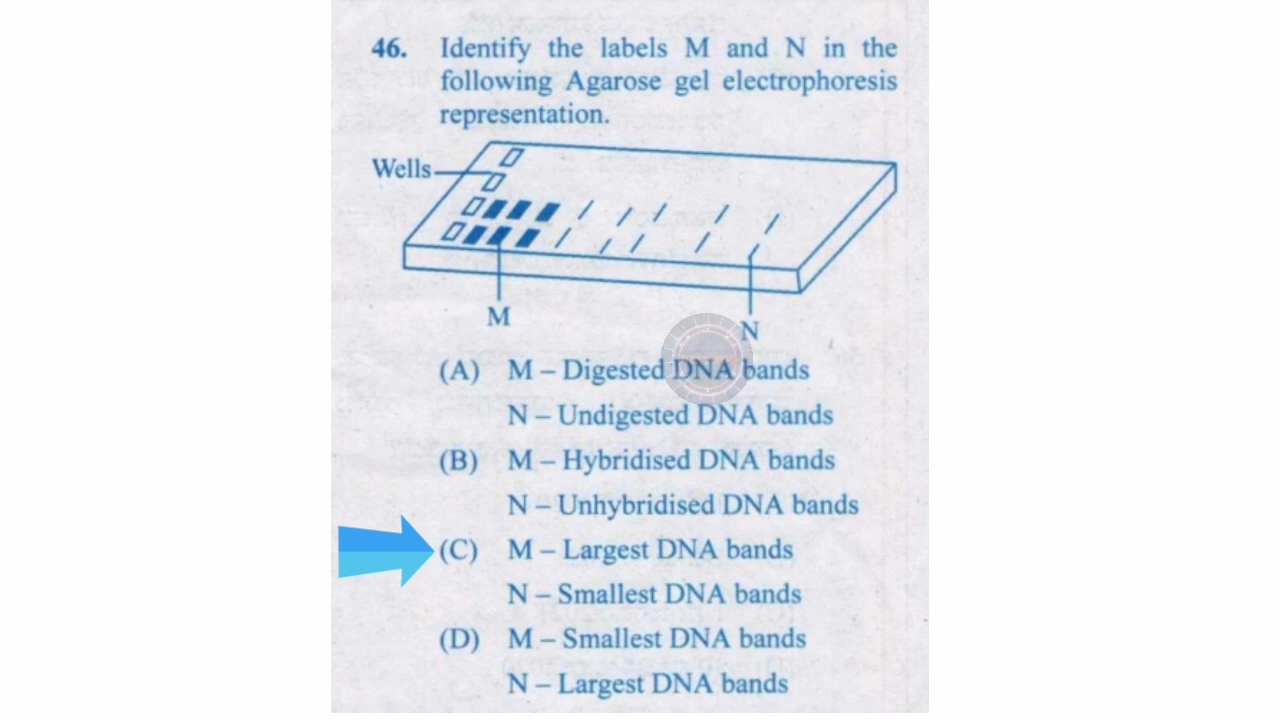 46. Identify the labels M and N in the
following Agarose gel electrophoresis
representation.
Wells
M
N
(A) M – Digested DNA bands
N – Undigested DNA bands
(B) M – Hybridised DNA bands
N – Unhybridised DNA bands
(C) M – Largest DNA bands
N – Smallest DNA bands
(D) M – Smallest DNA bands
N – Largest DNA bands